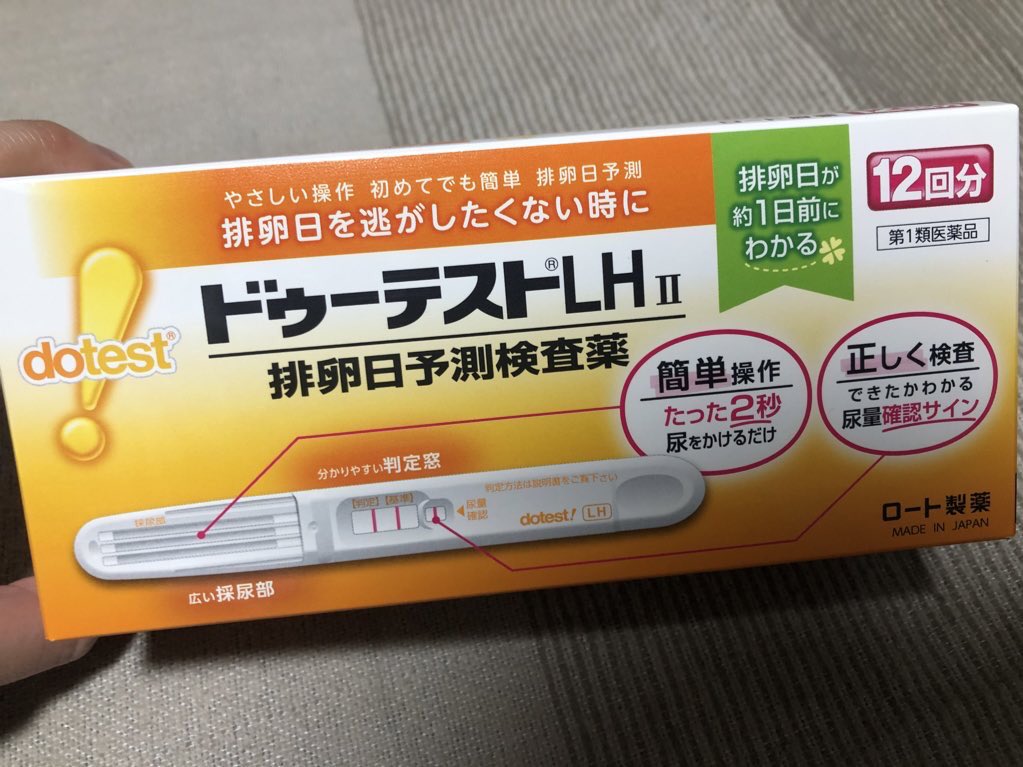 やさしい操作 初めてでも簡単 排卵日予測
排卵日を逃がしたくない時に
排卵日が
約1日前に
わかる
12回分
第1類医薬品
dotest®
ドゥーテスト®LHⅡ
排卵日予測検査薬
簡単操作
たった2秒
尿をかけるだけ
正しく検査
できたかわかる
尿量確認サイン
分かりやすい判定窓
採尿部
【判定】【基準】
尿量
確認
判定方法は説明書をご覧下さい
dotest! LH
広い採尿部
ロート製薬
MADE IN JAPAN